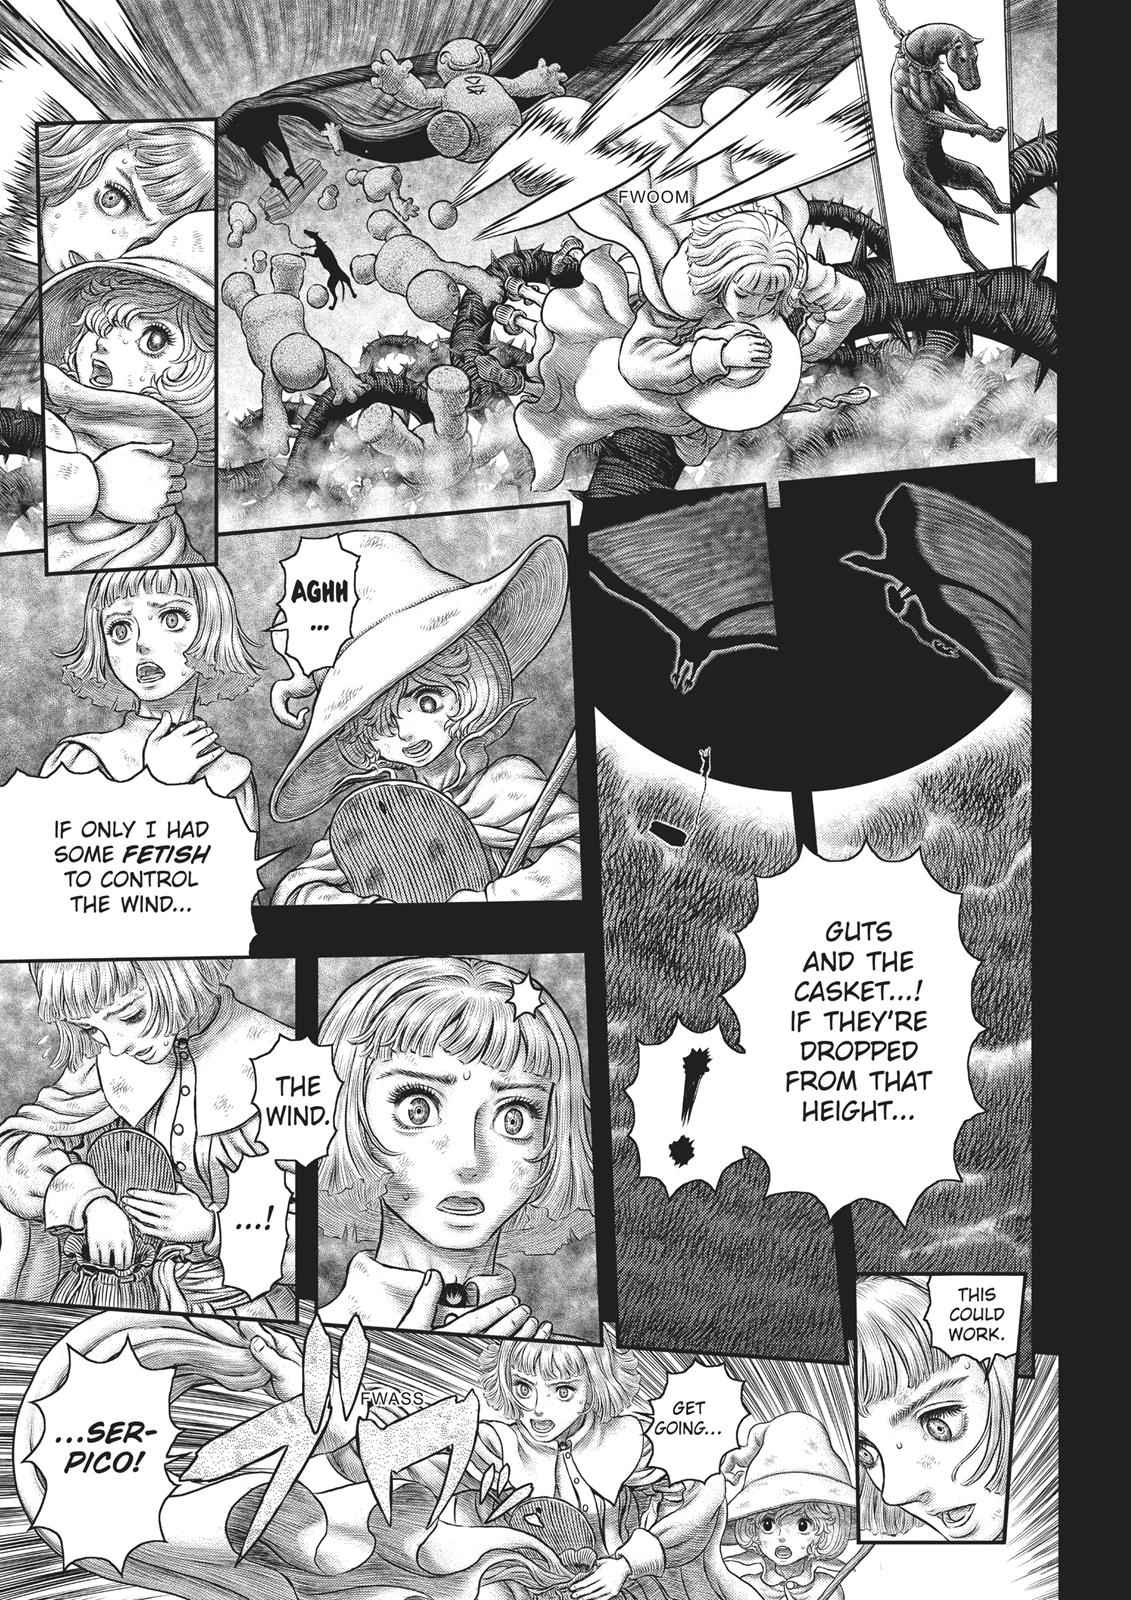 FWOOM
GUTS
AND THE
CASKET...!
IF THEY'RE
DROPPED
FROM THAT
HEIGHT...
!
AGHH
...
IF ONLY I HAD
SOME FETISH
TO CONTROL
THE WIND...
THE
WIND.
...!
THIS
COULD
WORK.
GET
GOING...
FWASS
...SER-
PICO!